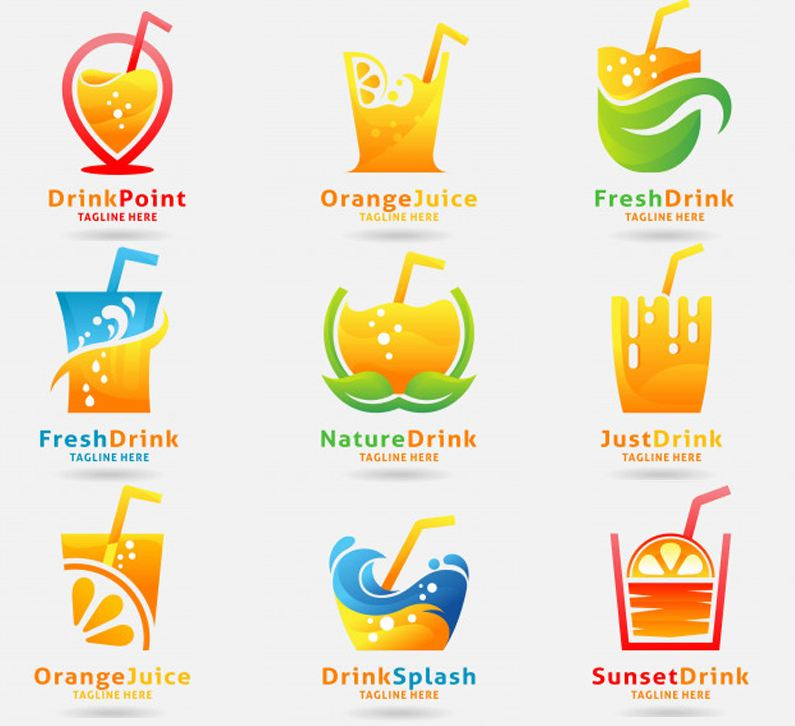 DrinkPoint
TAGLINE HERE
OrangeJuice
TAGLINE HERE
FreshDrink
TAGLINE HERE
FreshDrink
TAGLINE HERE
NatureDrink
TAGLINE HERE
JustDrink
TAGLINE HERE
OrangeJuice
TAGLINE HERE
DrinkSplash
TAGLINE HERE
SunsetDrink
TAGLINE HERE